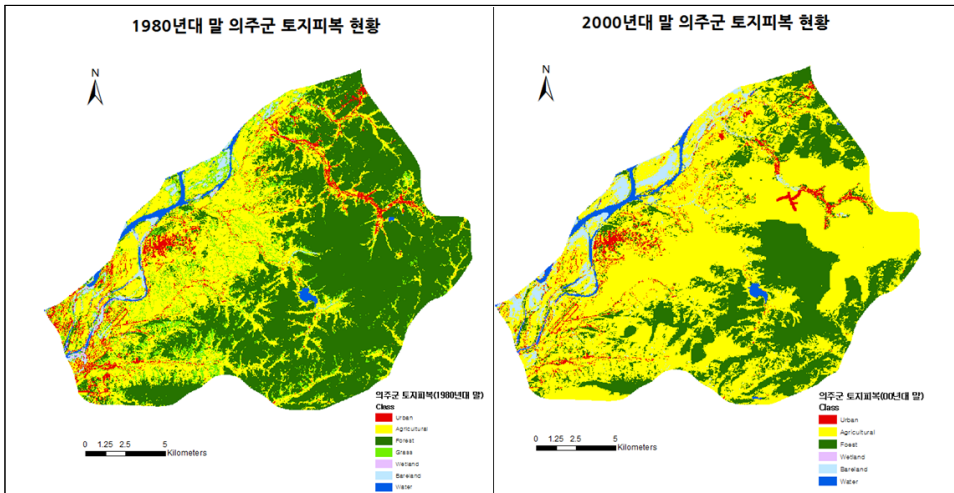 1980년대 말 의주군 토지피복 현황
N
의주군 토지피복(1980년대 말)
Class
Urban
Agricultural
Forest
Grass
Wetland
Bareland
Water
0 1.25 2.5 5
Kilometers
2000년대 말 의주군 토지피복 현황
N
의주군 토지피복(00년대 말)
Class
Urban
Agricultural
Foest
Wetland
Bareland
Water
0 1.25 2.5 5
Kilometers